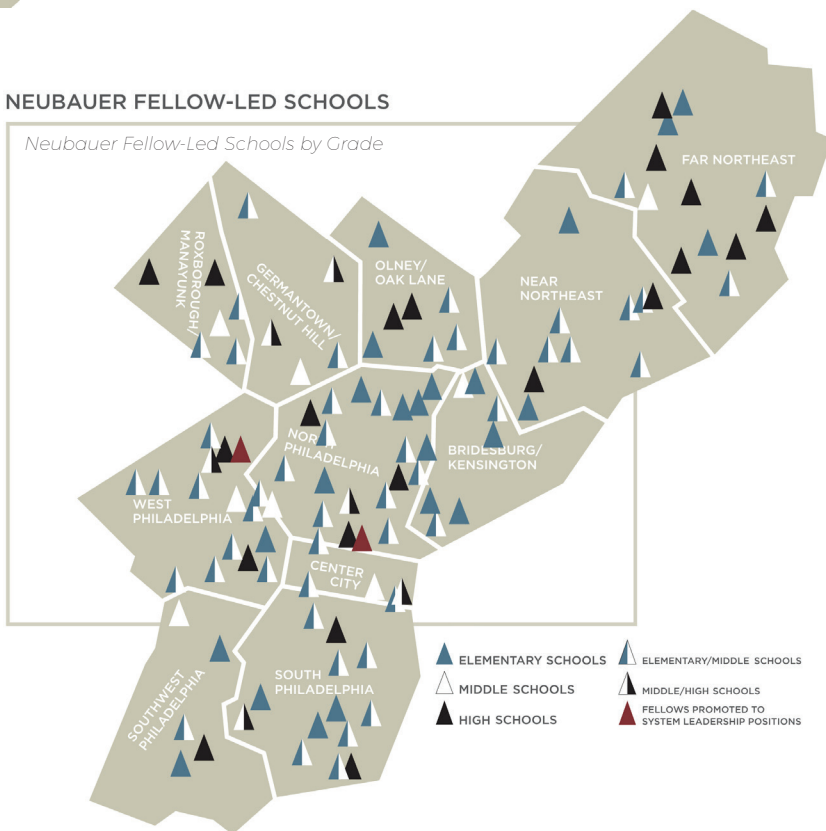 NEUBAUER FELLOW-LED SCHOOLS
Neubauer Fellow-Led Schools by Grade
FAR NORTHEAST
ROXBOROUGH/
MANAYUNK
GERMANTOWN/
CHESTNUT HILL
OLNEY/
OAK LANE
NEAR
NORTHEAST
NORTH
PHILADELPHIA
BRIDESBURG/
KENSINGTON
WEST
PHILADELPHIA
CENTER
CITY
SOUTHWEST
PHILADELPHIA
SOUTH
PHILADELPHIA
ELEMENTARY SCHOOLS
MIDDLE SCHOOLS
HIGH SCHOOLS
ELEMENTARY/MIDDLE SCHOOLS
MIDDLE/HIGH SCHOOLS
FELLOWS PROMOTED TO
SYSTEM LEADERSHIP POSITIONS